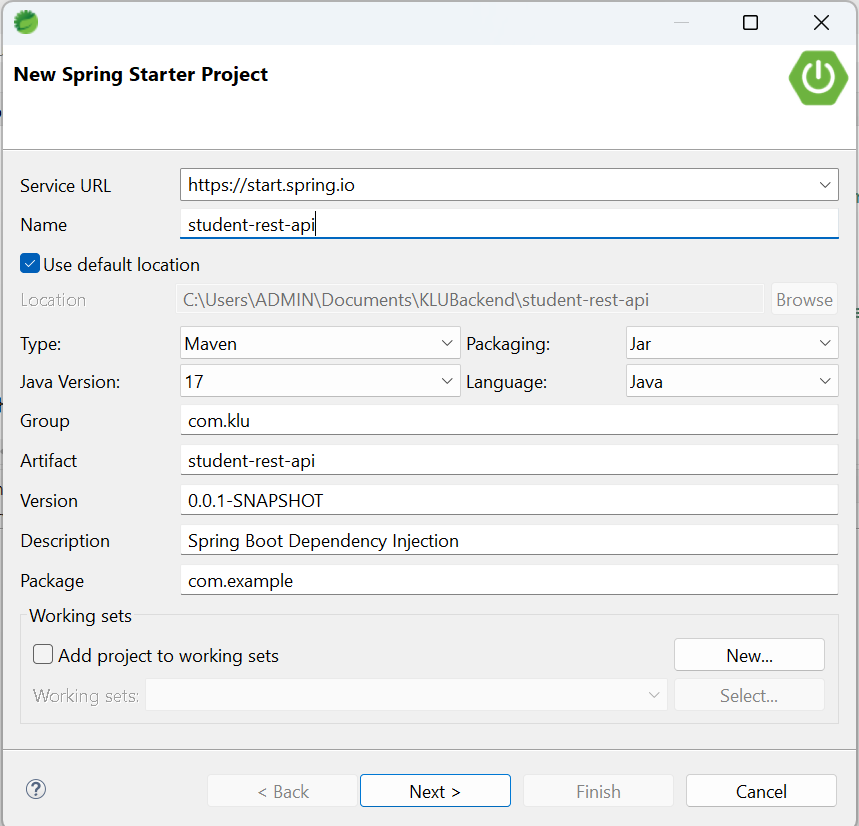 New Spring Starter Project
Service URL https://start.spring.io
Name student-rest-api
Use default location
Location C:\Users\ADMIN\Documents\KLUBackend\student-rest-api Browse
Type: Maven Packaging: Jar
Java Version: 17 Language: Java
Group com.klu
Artifact student-rest-api
Version 0.0.1-SNAPSHOT
Description Spring Boot Dependency Injection
Package com.example
Working sets
Add project to working sets New...
Working sets: Select...
? < Back Next > Finish Cancel